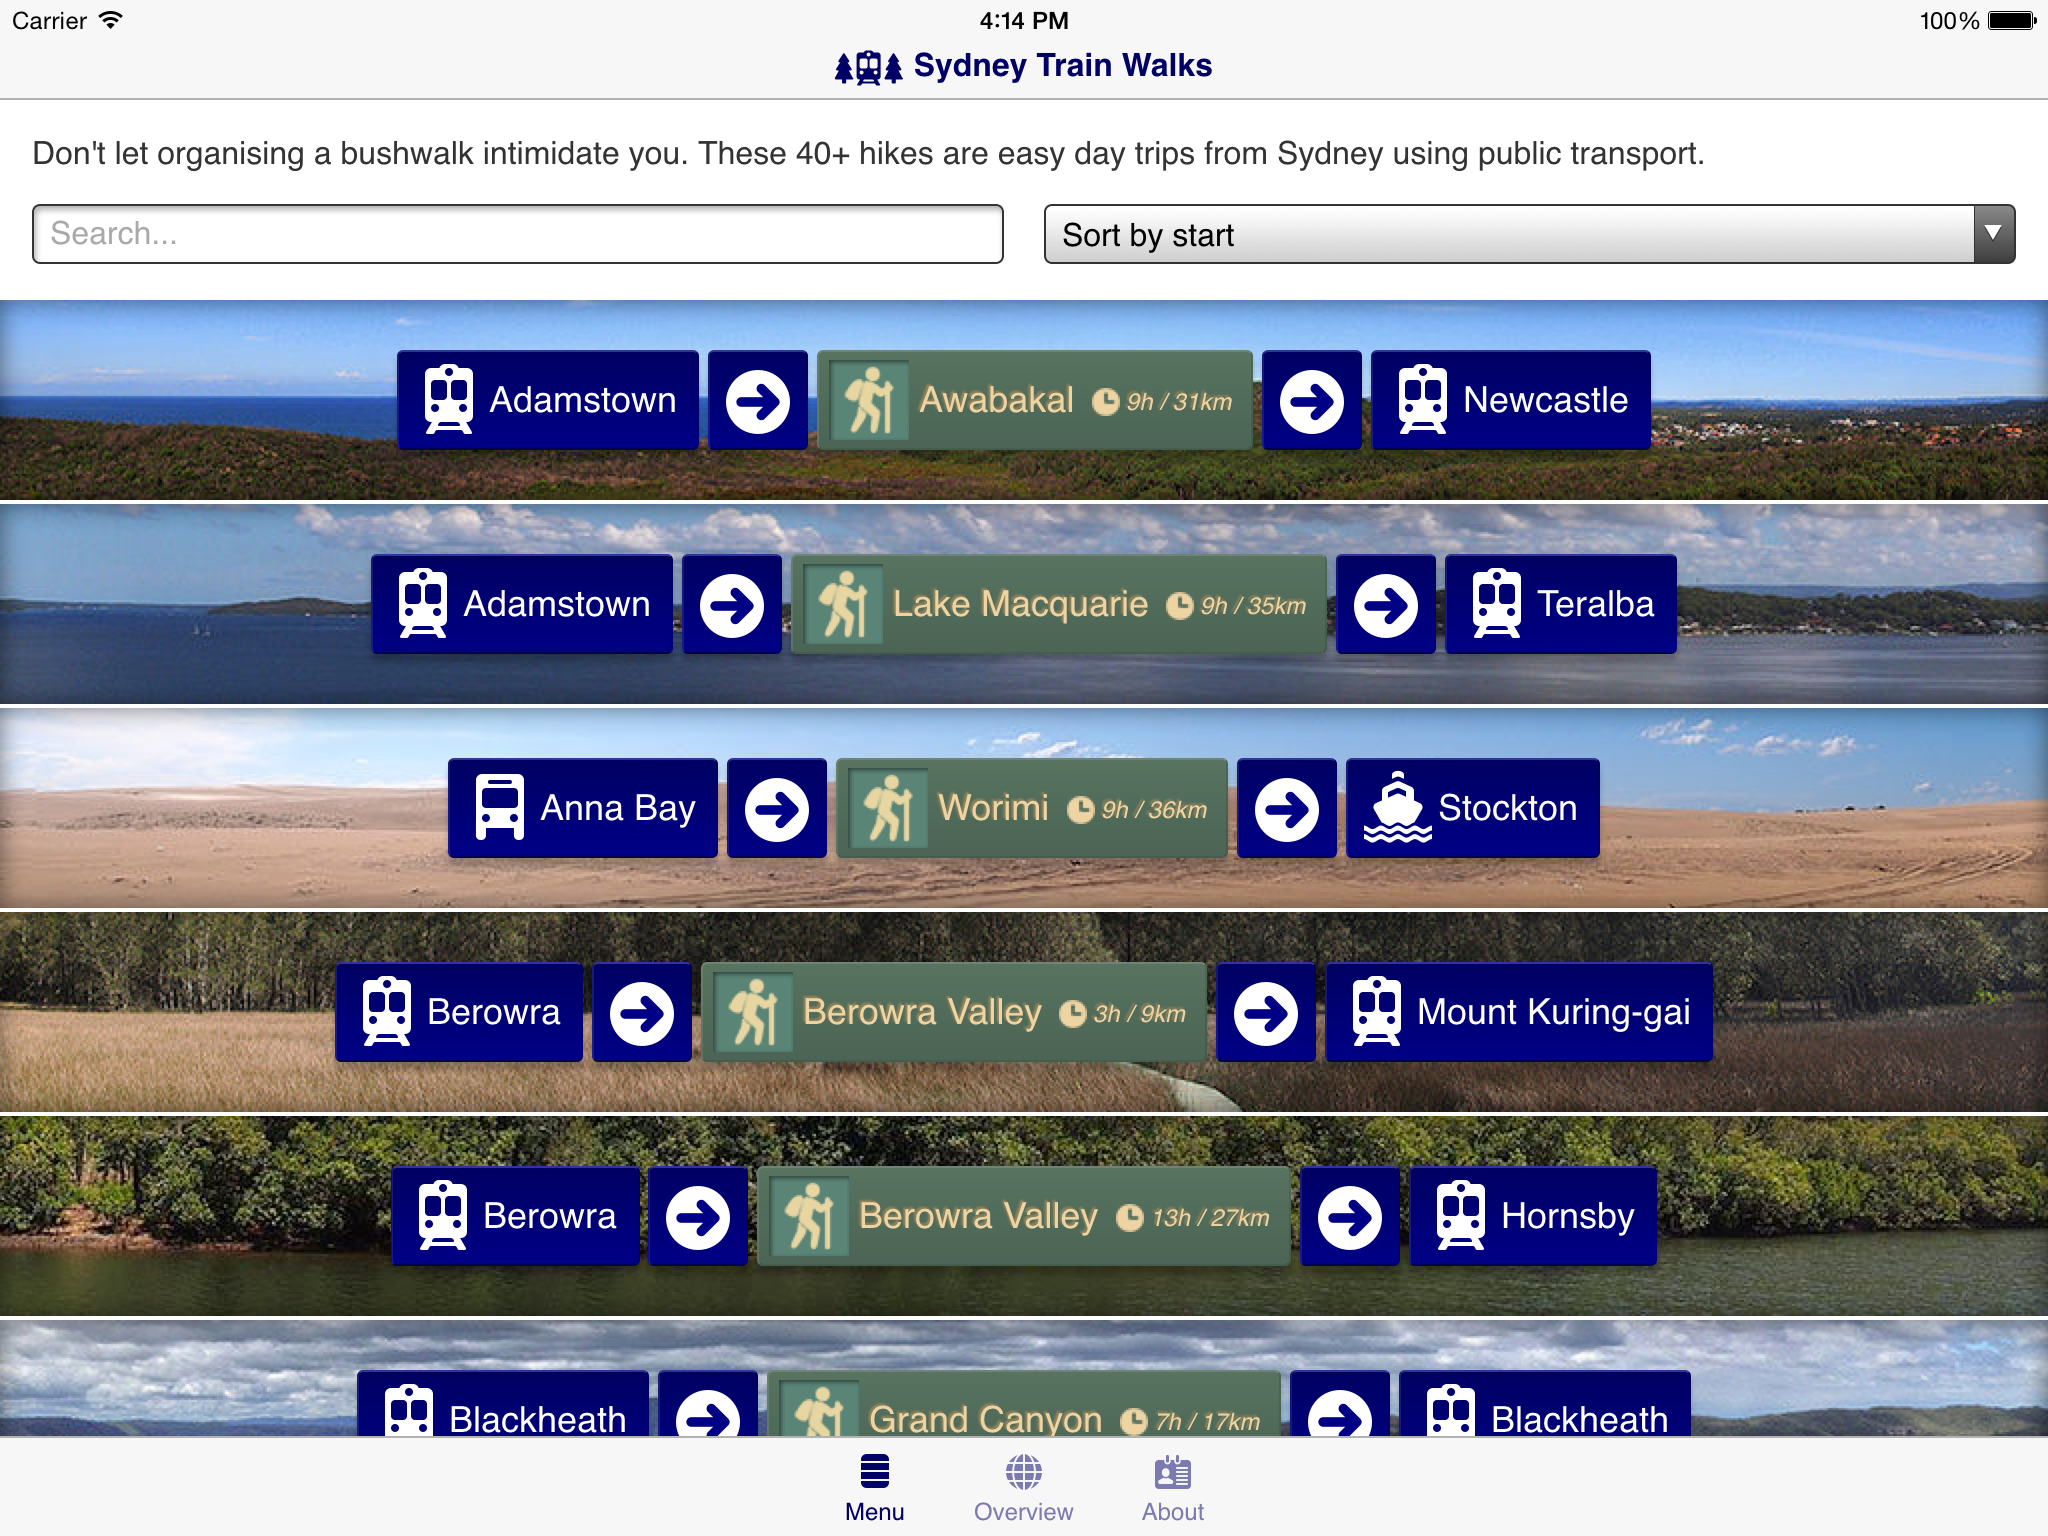 Carrier 4:14 PM 100%
Sydney Train Walks
Don't let organising a bushwalk intimidate you. These 40+ hikes are easy day trips from Sydney using public transport.
Search... Sort by start
Adamstown Awabakal 9h / 31km Newcastle
Adamstown Lake Macquarie 9h / 35km Teralba
Anna Bay Worimi 9h / 36km Stockton
Berowra Berowra Valley 3h / 9km Mount Kuring-gai
Berowra Berowra Valley 13h / 27km Hornsby
Blackheath Grand Canyon 7h / 17km Blackheath
Menu Overview About